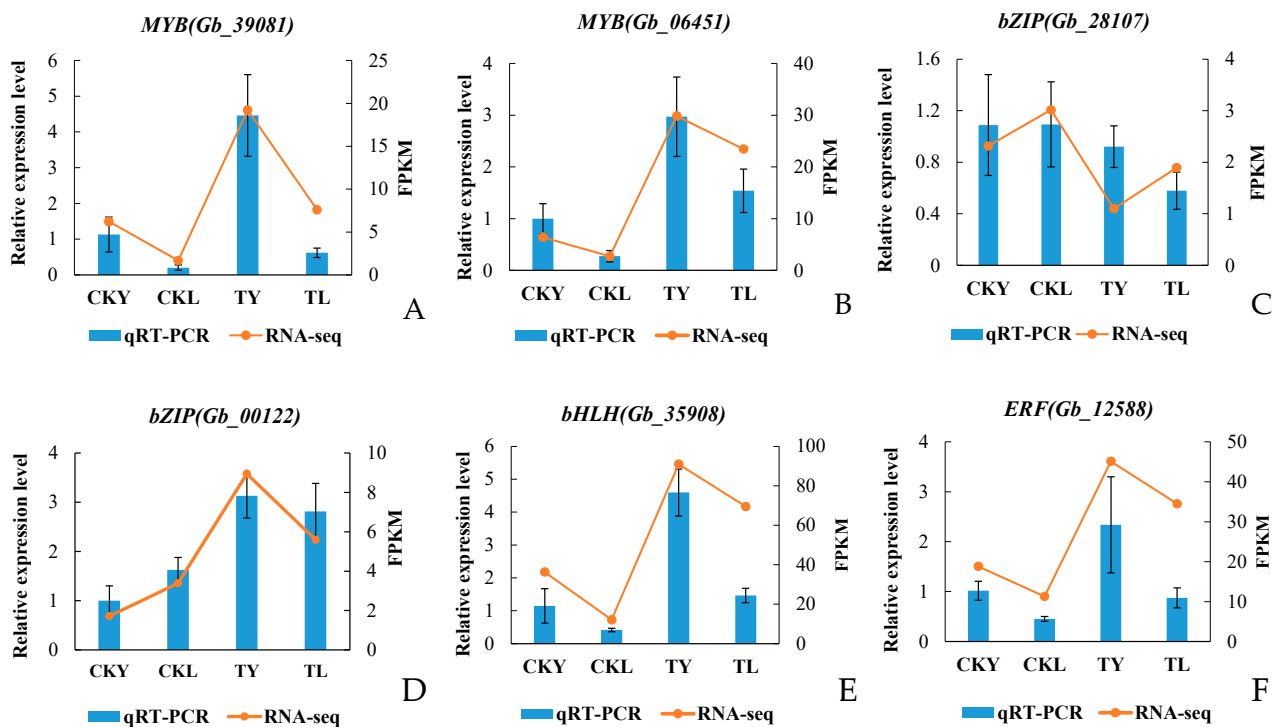 MYB(Gb_39081)
Relative expression level
6
5
4
3
2
1
0
25
20
15
10
5
0
FPKM
CKY CKL TY TL
qRT-PCR RNA-seq
A
MYB(Gb_06451)
Relative expression level
4
3
2
1
0
40
30
20
10
0
FPKM
CKY CKL TY TL
qRT-PCR RNA-seq
B
bZIP(Gb_28107)
Relative expression level
1.6
1.2
0.8
0.4
0
4
3
2
1
0
FPKM
CKY CKL TY TL
qRT-PCR RNA-seq
C
bZIP(Gb_00122)
Relative expression level
4
3
2
1
0
10
8
6
4
2
0
FPKM
CKY CKL TY TL
qRT-PCR RNA-seq
D
bHLH(Gb_35908)
Relative expression level
6
5
4
3
2
1
0
100
80
60
40
20
0
FPKM
CKY CKL TY TL
qRT-PCR RNA-seq
E
ERF(Gb_12588)
Relative expression level
4
3
2
1
0
50
40
30
20
10
0
FPKM
CKY CKL TY TL
qRT-PCR RNA-seq
F